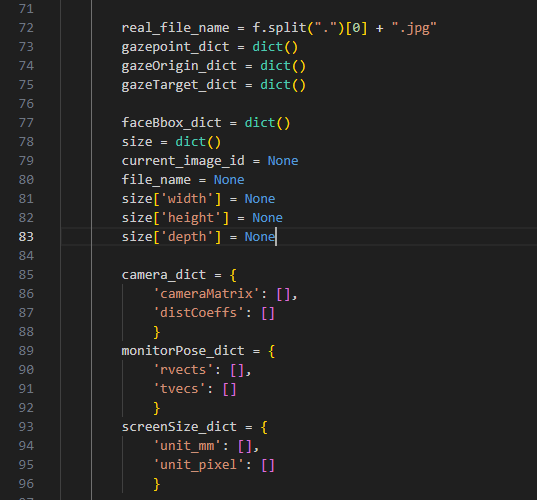 71
72 real_file_name = f.split(".")[0] + ".jpg"
73 gazepoint_dict = dict()
74 gazeOrigin_dict = dict()
75 gazeTarget_dict = dict()
76
77 faceBbox_dict = dict()
78 size = dict()
79 current_image_id = None
80 file_name = None
81 size['width'] = None
82 size['height'] = None
83 size['depth'] = None
84
85 camera_dict = {
86 'cameraMatrix': [],
87 'distCoeffs': []
88 }
89 monitorPose_dict = {
90 'rvects': [],
91 'tvecs': []
92 }
93 screenSize_dict = {
94 'unit_mm': [],
95 'unit_pixel': []
96 }